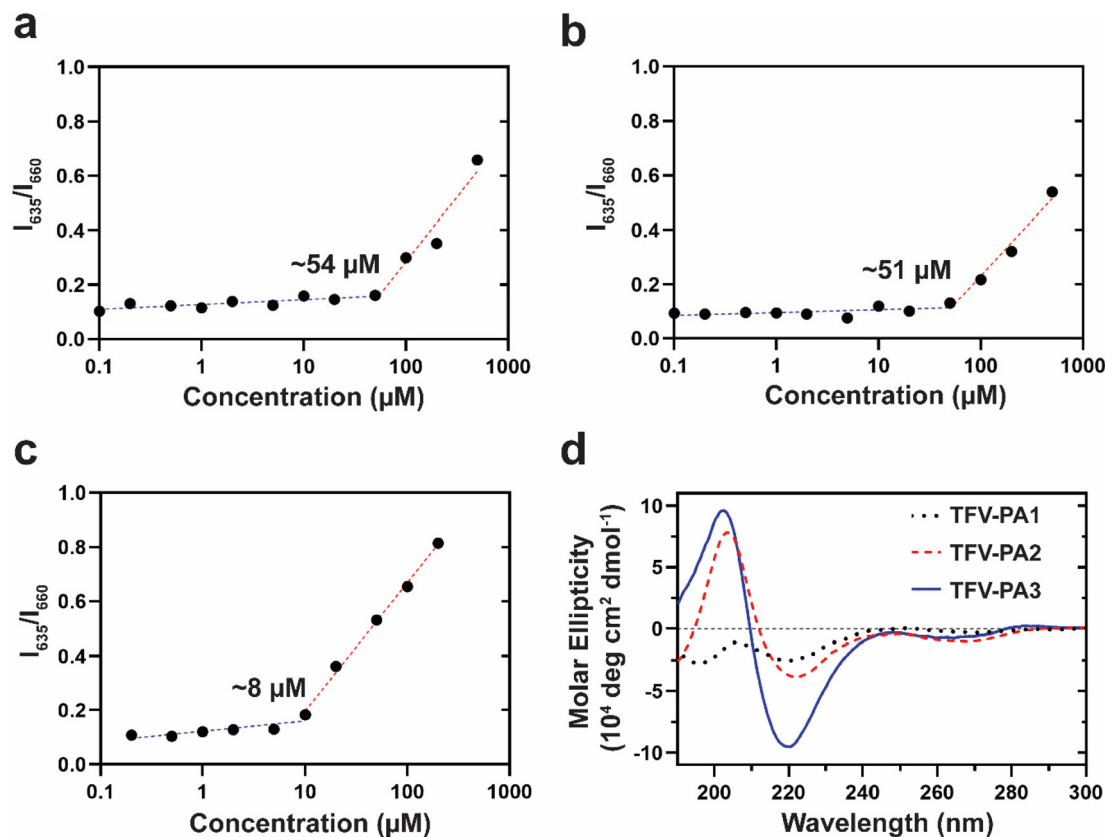 a
1.0
0.8
0.6
0.4
0.2
0.0
I635/I660
~54 µM
0.1 1 10 100 1000
Concentration (µM)
b
1.0
0.8
0.6
0.4
0.2
0.0
I635/I660
~51 µM
0.1 1 10 100 1000
Concentration (µM)
c
1.0
0.8
0.6
0.4
0.2
0.0
I635/I660
~8 µM
0.1 1 10 100 1000
Concentration (µM)
d
10
5
0
-5
-10
Molar Ellipticity
(10⁴ deg cm² dmol⁻¹)
TFV-PA1
TFV-PA2
TFV-PA3
200 220 240 260 280 300
Wavelength (nm)